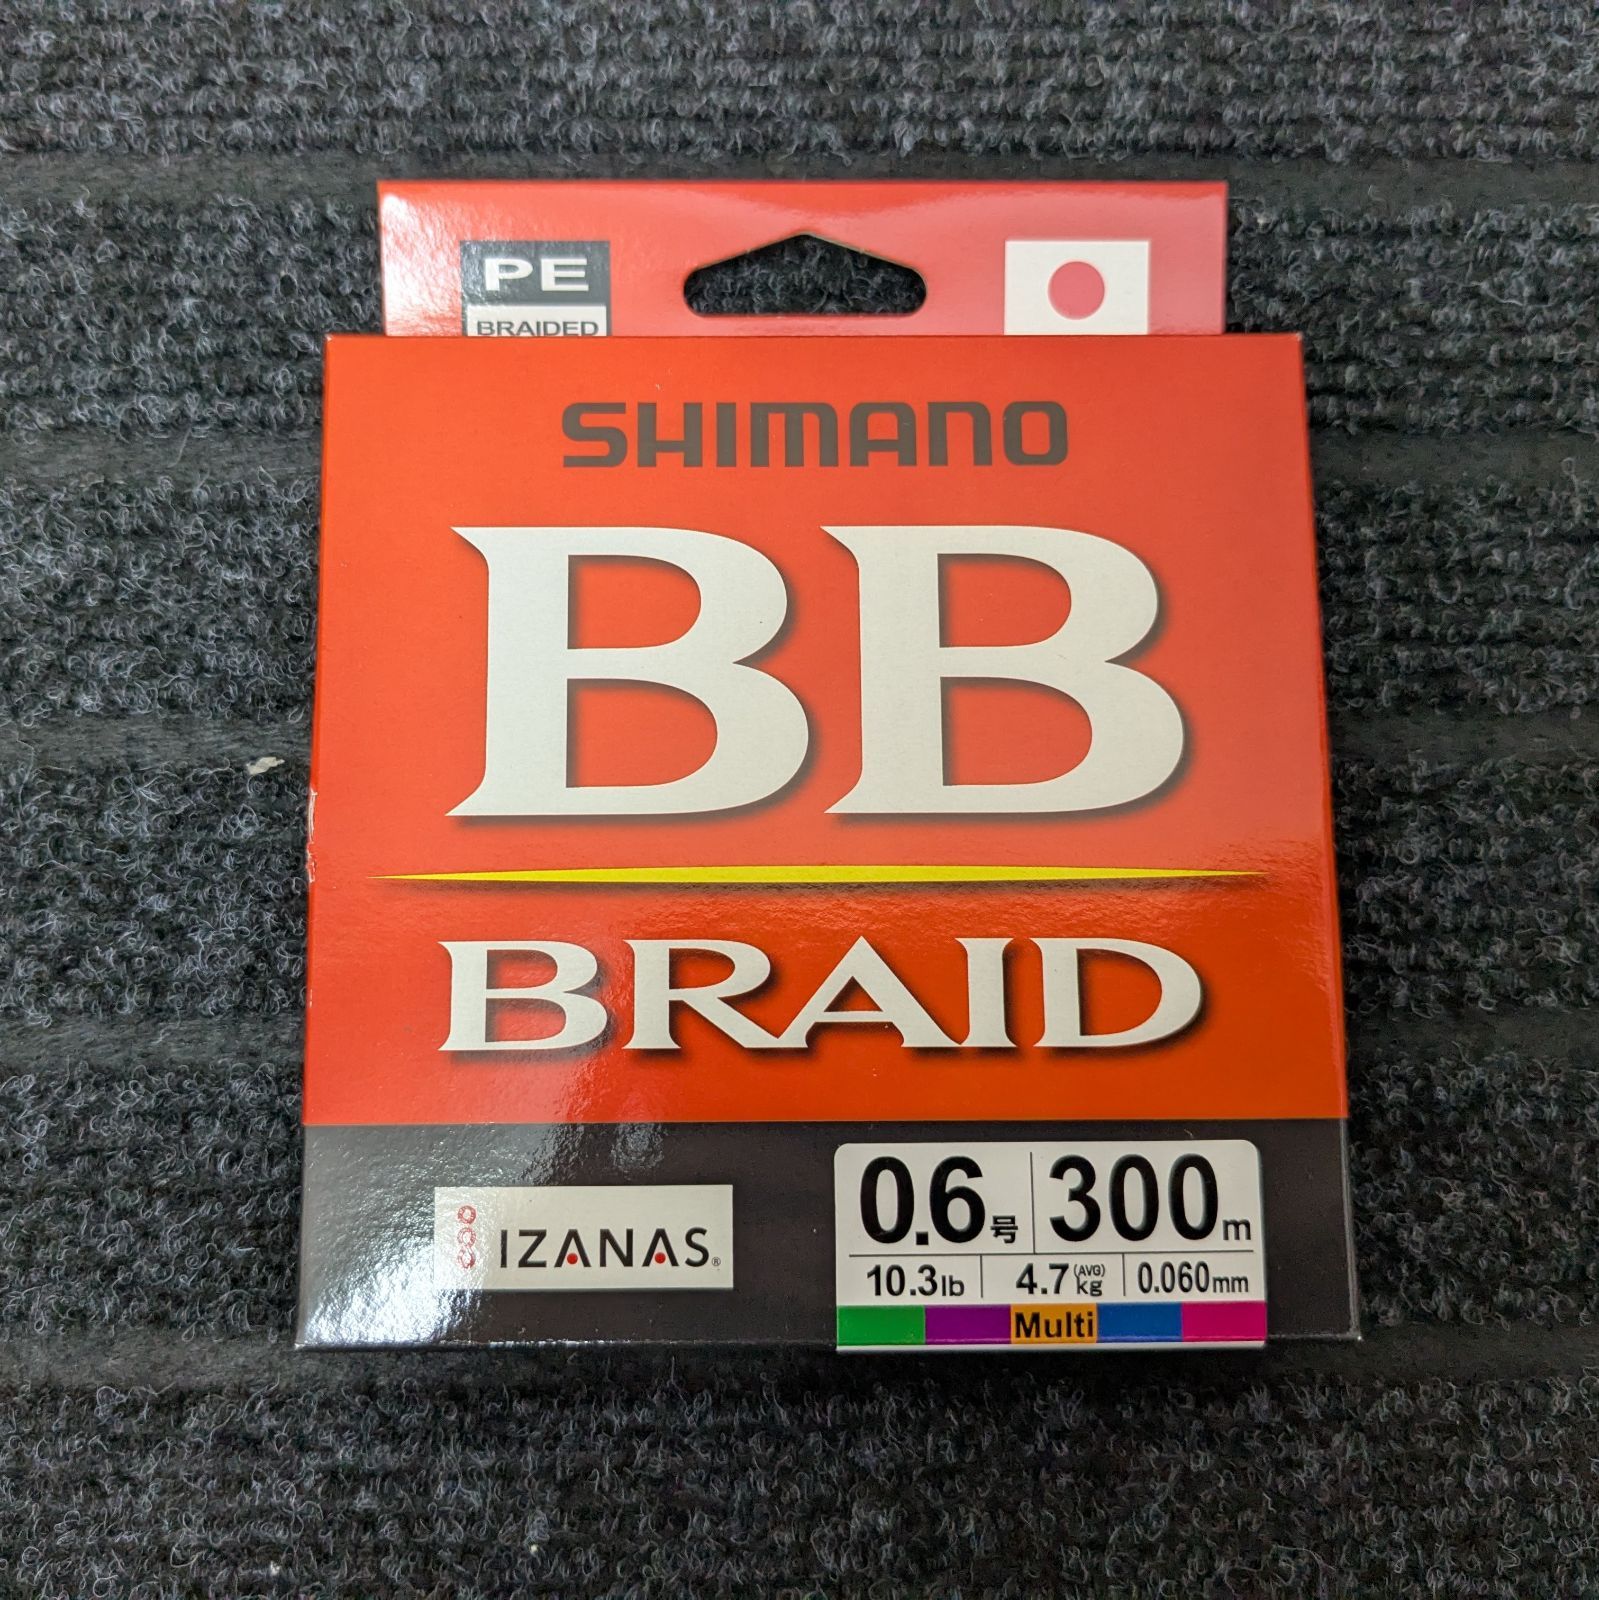 PE
BRAIDED
SHIMANO
BB
BRAID
IZANAS®
0.6号 300m
10.3lb 4.7(AVG)kg 0.060mm
Multi